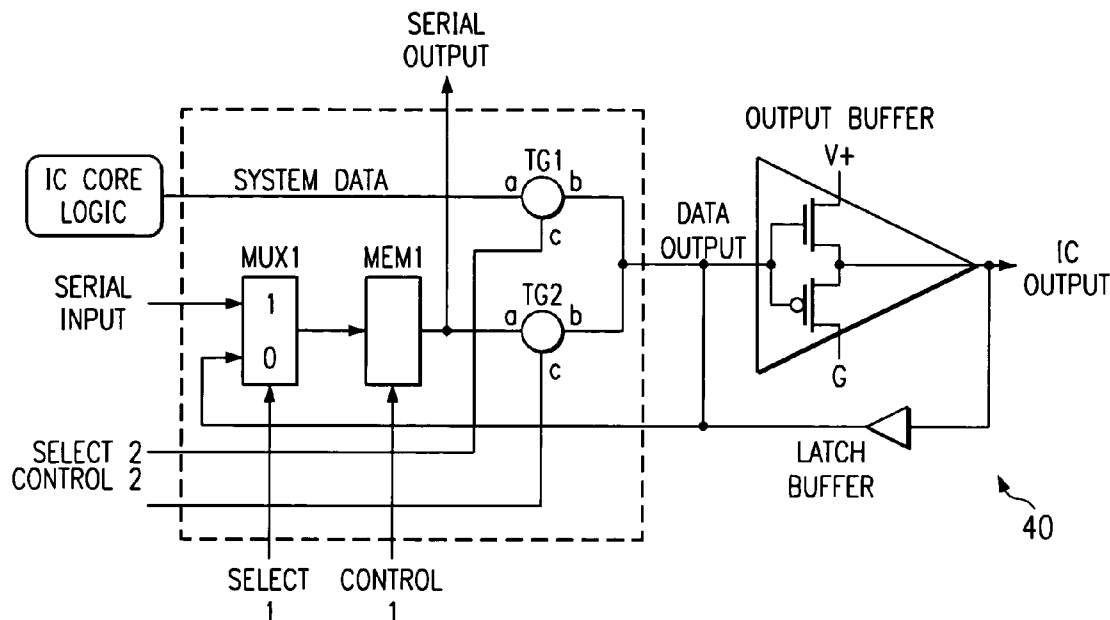 SERIAL
OUTPUT
OUTPUT BUFFER
V+
IC CORE
LOGIC
SYSTEM DATA
TG1
a
b
c
DATA
OUTPUT
IC
OUTPUT
MUX1
MEM1
SERIAL
INPUT
1
0
TG2
a
b
c
G
SELECT 2
CONTROL 2
LATCH
BUFFER
40
SELECT
1
CONTROL
1